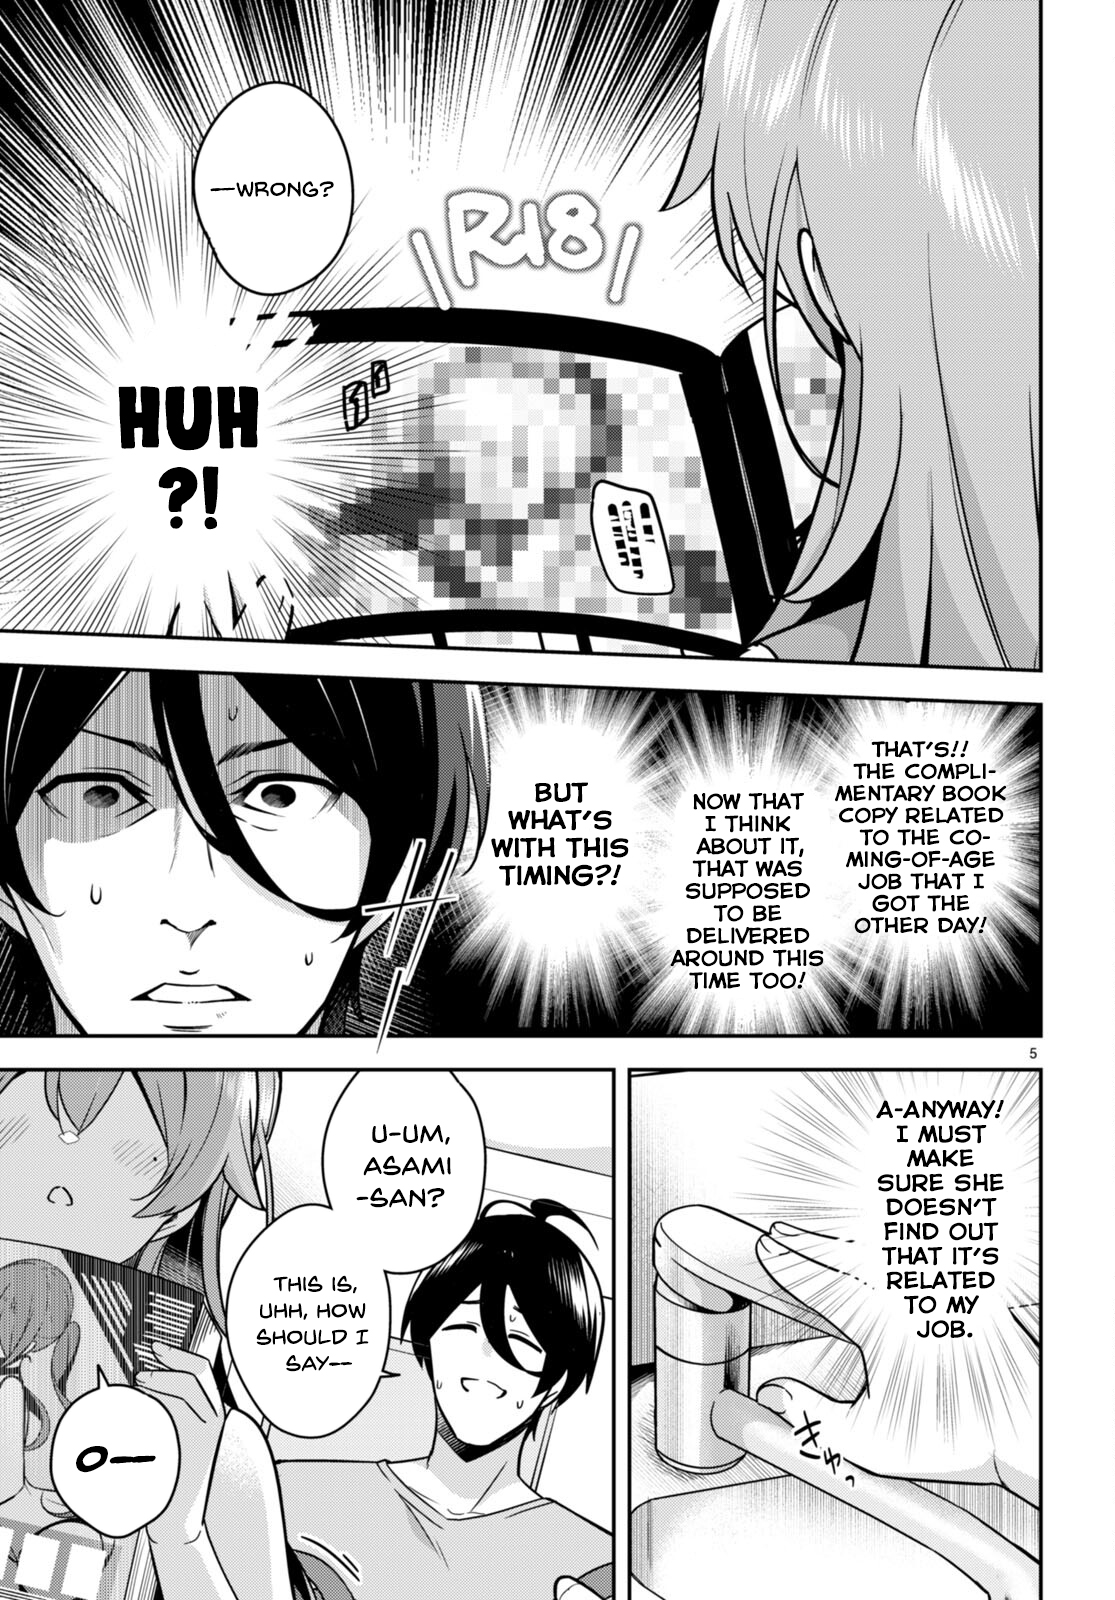 R18
—WRONG?
HUH
?!
THAT'S!!
THE COMPLI-
MENTARY BOOK
COPY RELATED
TO THE CO-
MING-OF-AGE
JOB THAT I
GOT THE
OTHER DAY!
NOW THAT
I THINK
ABOUT IT,
THAT WAS
SUPPOSED
TO BE
DELIVERED
AROUND THIS
TIME TOO!
BUT
WHAT'S
WITH THIS
TIMING?!
5
A-ANYWAY!
I MUST
MAKE
SURE SHE
DOESN'T
FIND OUT
THAT IT'S
RELATED
TO MY
JOB.
きゅっ
U-UM,
ASAMI
-SAN?
THIS IS,
UHH, HOW
SHOULD I
SAY--
O—